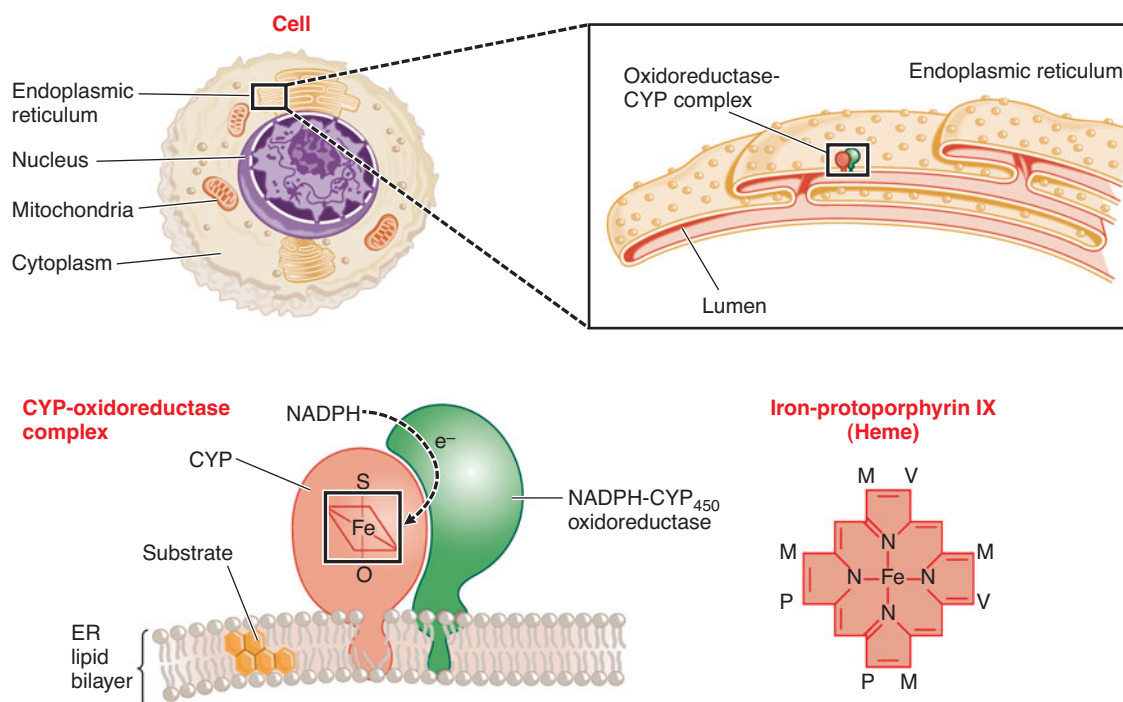 Cell
Endoplasmic
reticulum
Nucleus
Mitochondria
Cytoplasm
Oxidoreductase-
CYP complex
Endoplasmic reticulum
Lumen
CYP-oxidoreductase
complex
NADPH
e–
CYP
S
Fe
O
NADPH-CYP450
oxidoreductase
Substrate
ER
lipid
bilayer
Iron-protoporphyrin IX
(Heme)
M V
N
M M
N Fe N
P V
N
P M